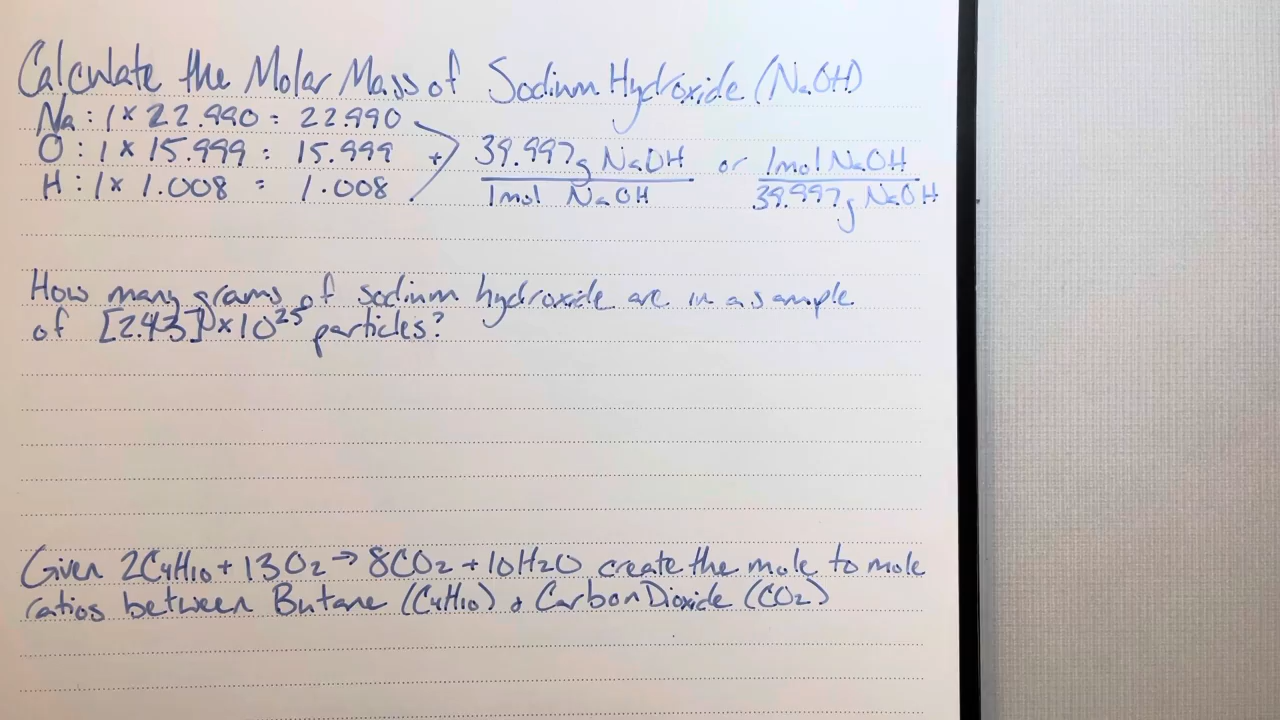 Calculate the Molar Mass of Sodium Hydroxide (NaOH)
Na : 1 × 22.990 = 22.990
O : 1 × 15.999 = 15.999 + 39.997g NaOH or 1mol NaOH
H : 1 × 1.008 = 1.008 1mol NaOH 39.997g NaOH
How many grams of sodium hydroxide are in a sample
of [2.43] × 10²⁵ particles?
Given 2C4H10 + 13O2 → 8CO2 + 10H2O create the mole to mole
ratios between Butane (C4H10) + Carbon Dioxide (CO2)